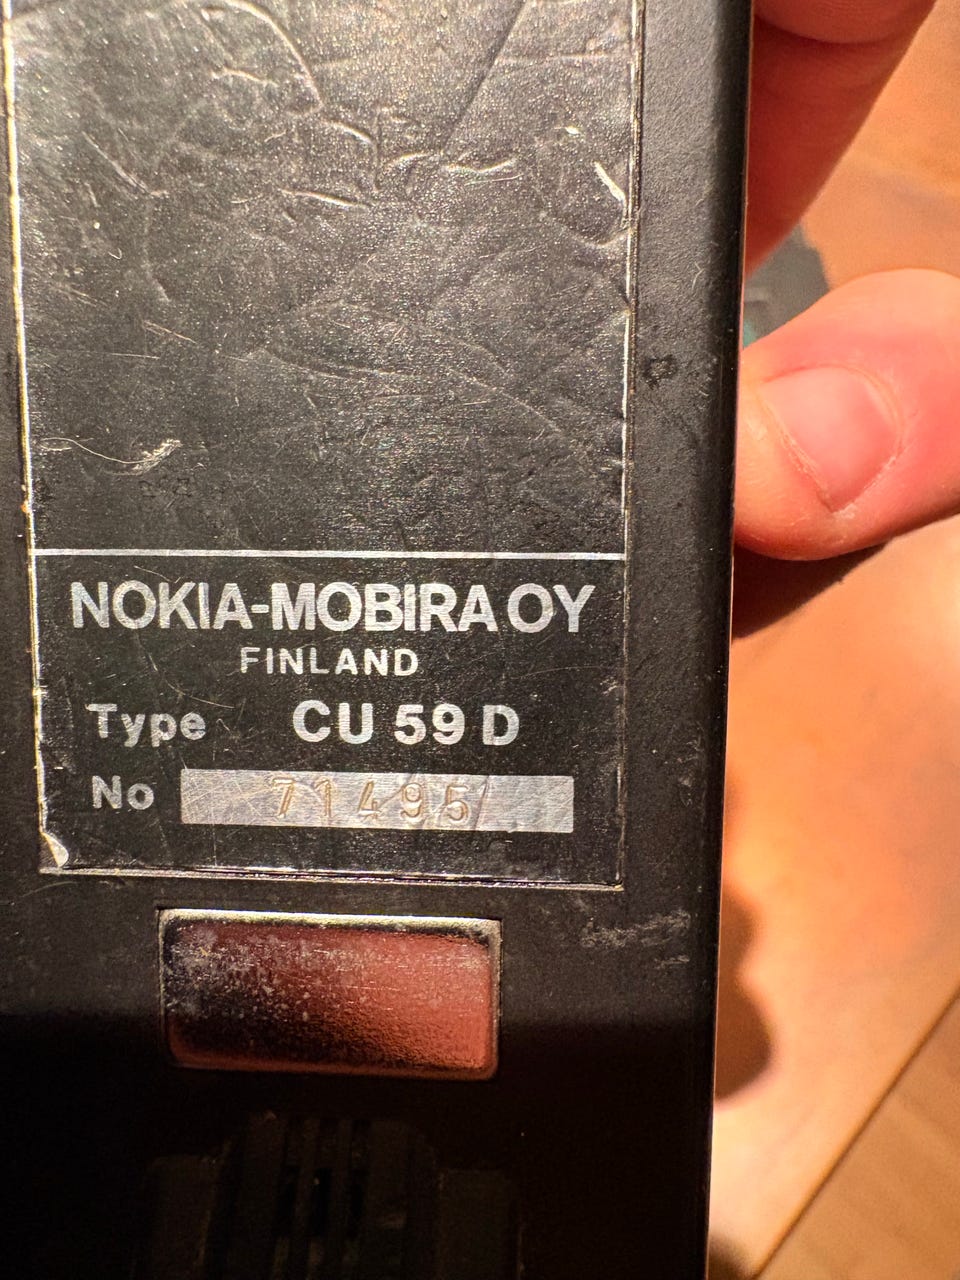 NOKIA-MOBIRA OY
FINLAND
Type CU 59 D
No 71495